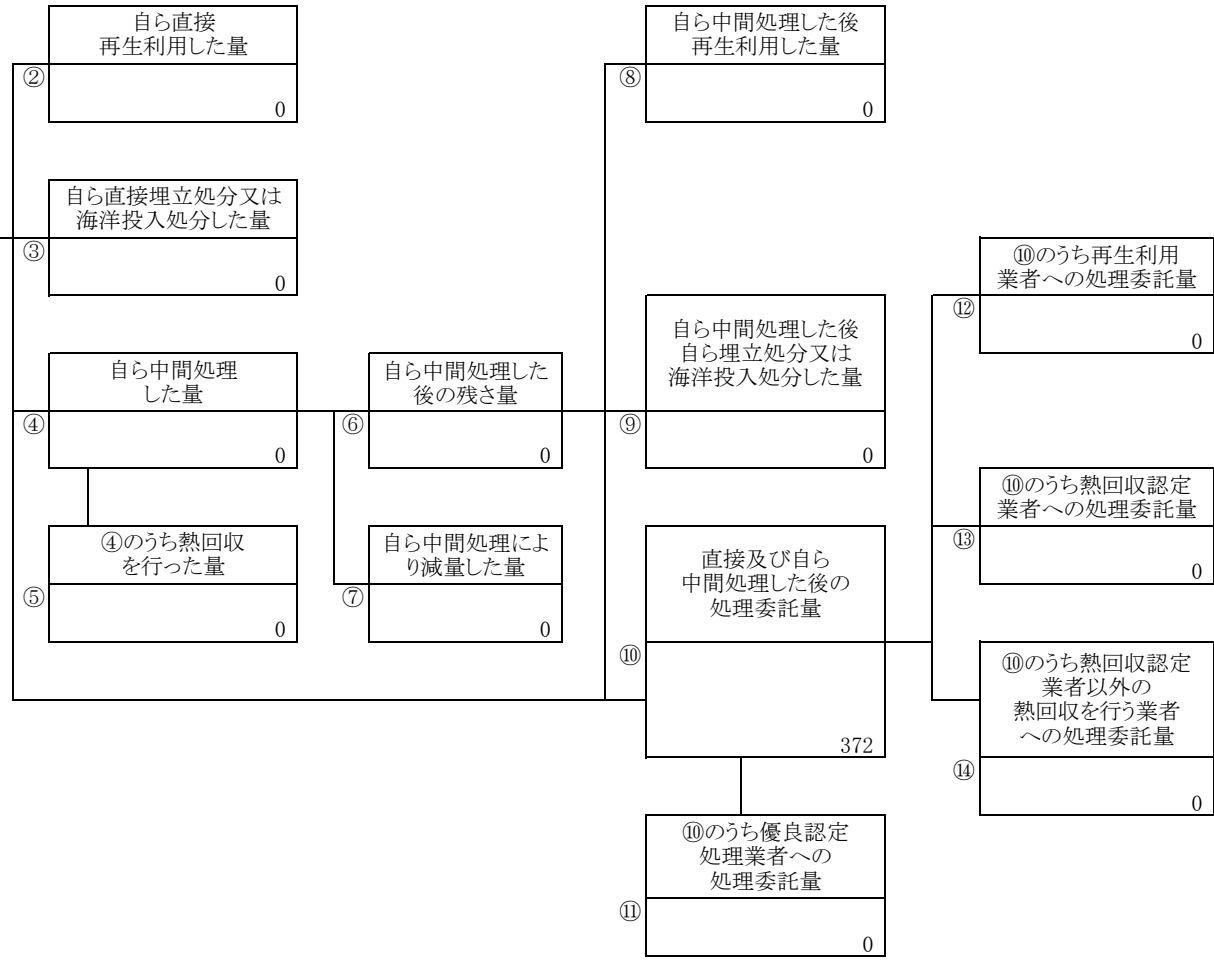 自ら直接
再生利用した量
②
0
自ら中間処理した後
再生利用した量
⑧
0
自ら直接埋立処分又は
海洋投入処分した量
③
0
⑩のうち再生利用
業者への処理委託量
⑫
0
自ら中間処理
した量
④
0
自ら中間処理した
後の残さ量
⑥
0
自ら中間処理した後
自ら埋立処分又は
海洋投入処分した量
⑨
0
⑩のうち熱回収認定
業者への処理委託量
⑬
0
④のうち熱回収
を行った量
⑤
0
自ら中間処理によ
り減量した量
⑦
0
直接及び自ら
中間処理した後の
処理委託量
⑩
372
⑩のうち熱回収認定
業者以外の
熱回収を行う業者
への処理委託量
⑭
0
⑩のうち優良認定
処理業者への
処理委託量
⑪
0